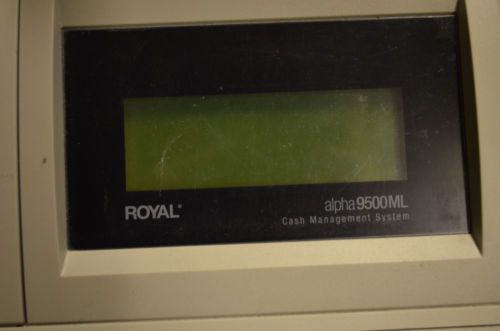 ROYAL® alpha9500ML
Cash Management System